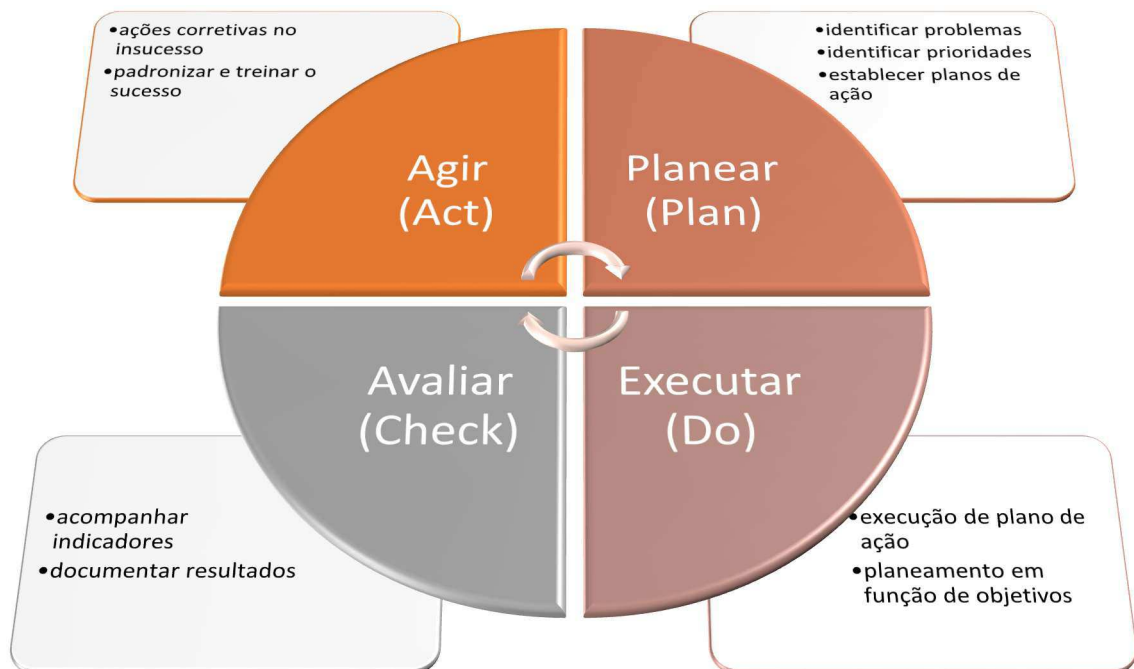 •ações corretivas no
insucesso
•padronizar e treinar o
sucesso
•identificar problemas
•identificar prioridades
•establecer planos de
ação
Agir
(Act)
Planear
(Plan)
Avaliar
(Check)
Executar
(Do)
•acompanhar
indicadores
•documentar resultados
•execução de plano de
ação
•planeamento em
função de objetivos